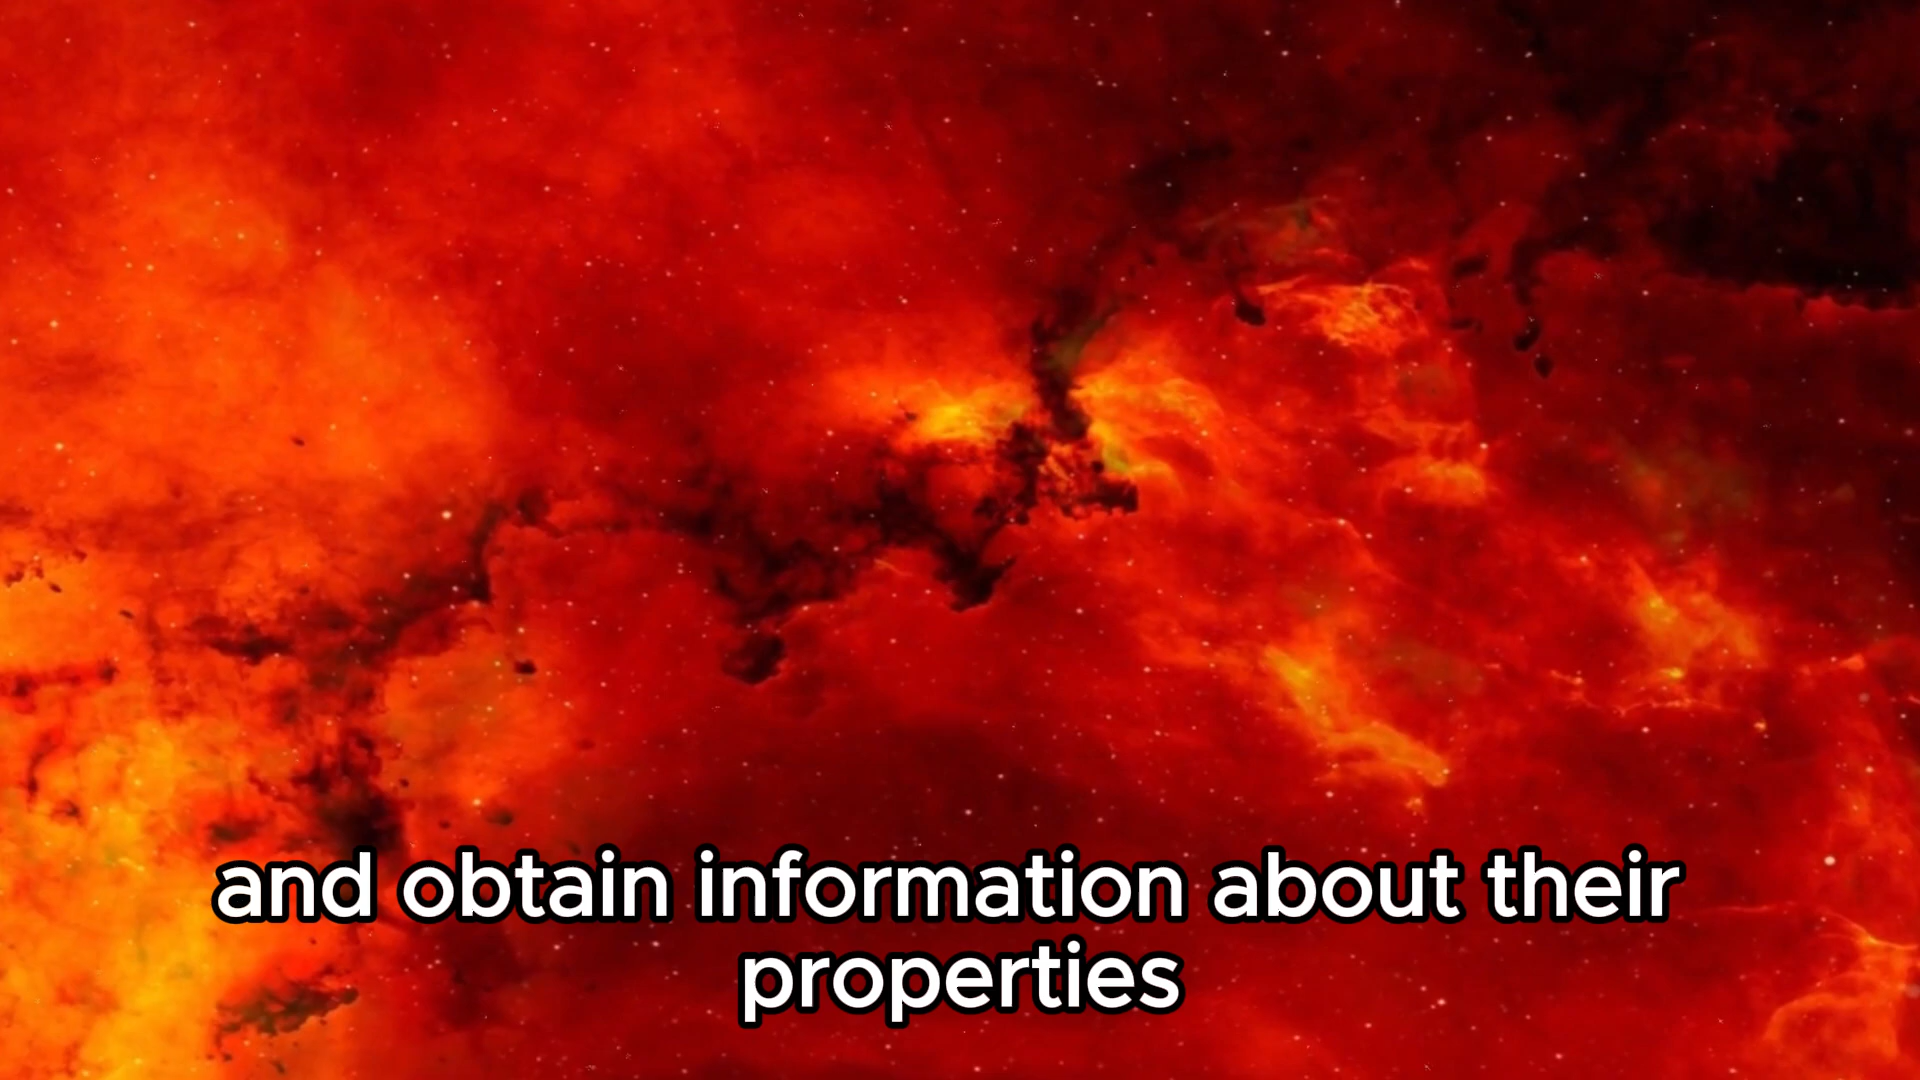 and obtain information about their
properties